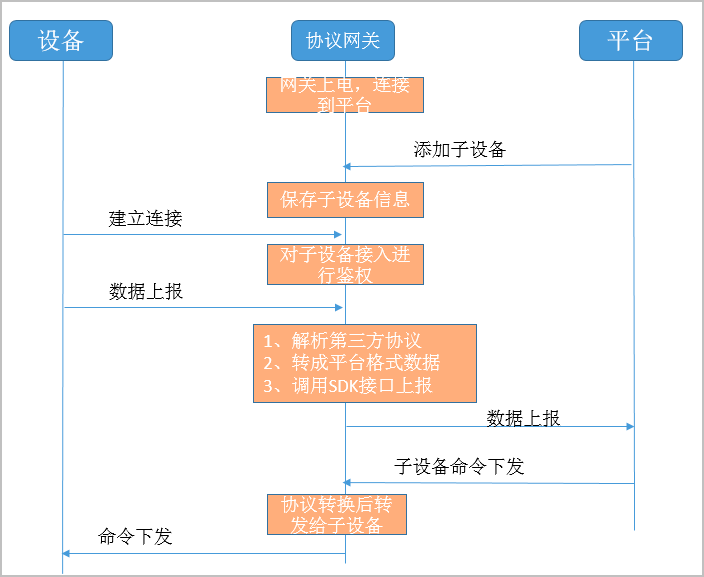 设备
协议网关
平台
网关上电，连接
到平台
添加子设备
保存子设备信息
建立连接
对子设备接入进
行鉴权
数据上报
1、解析第三方协议
2、转成平台格式数据
3、调用SDK接口上报
数据上报
子设备命令下发
协议转换后转
发给子设备
命令下发